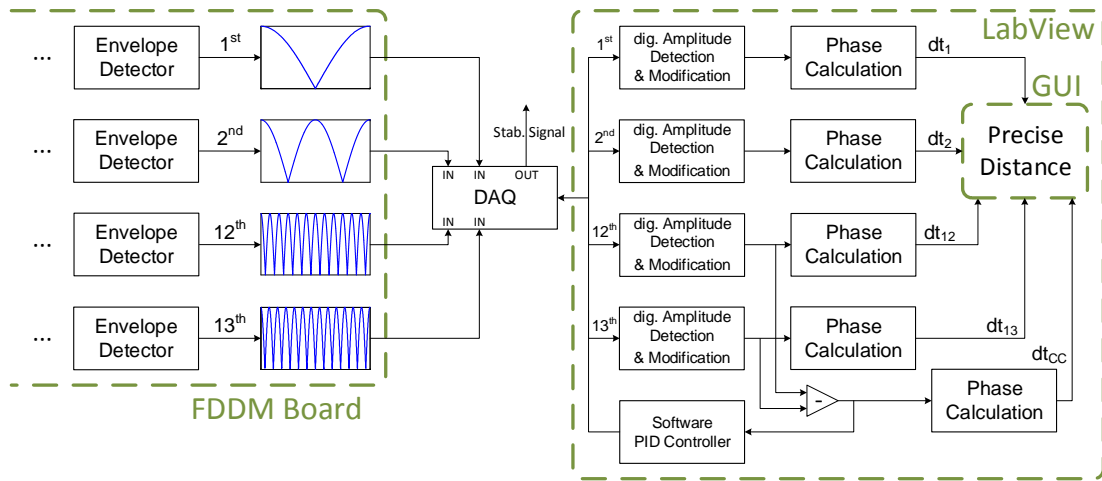 ... Envelope Detector 1st
... Envelope Detector 2nd
... Envelope Detector 12th
... Envelope Detector 13th
FDDM Board
Stab. Signal
IN IN OUT
DAQ
IN IN
LabView
1st dig. Amplitude Detection & Modification Phase Calculation dt1
2nd dig. Amplitude Detection & Modification Phase Calculation dt2
12th dig. Amplitude Detection & Modification Phase Calculation dt12
13th dig. Amplitude Detection & Modification Phase Calculation dt13
GUI
Precise
Distance
-
Software
PID Controller
Phase
Calculation
dtCC